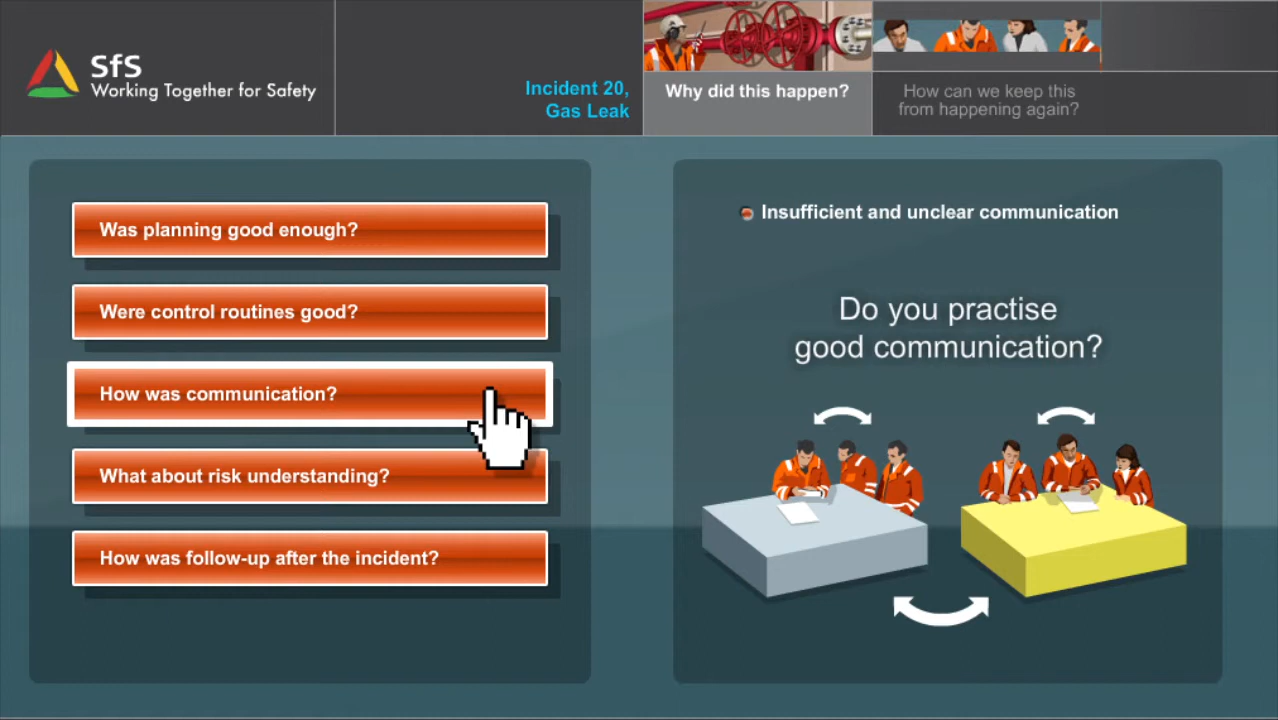 SfS
Working Together for Safety
Incident 20,
Gas Leak
Why did this happen?
How can we keep this
from happening again?
Was planning good enough?
Were control routines good?
How was communication?
What about risk understanding?
How was follow-up after the incident?
Insufficient and unclear communication
Do you practise
good communication?